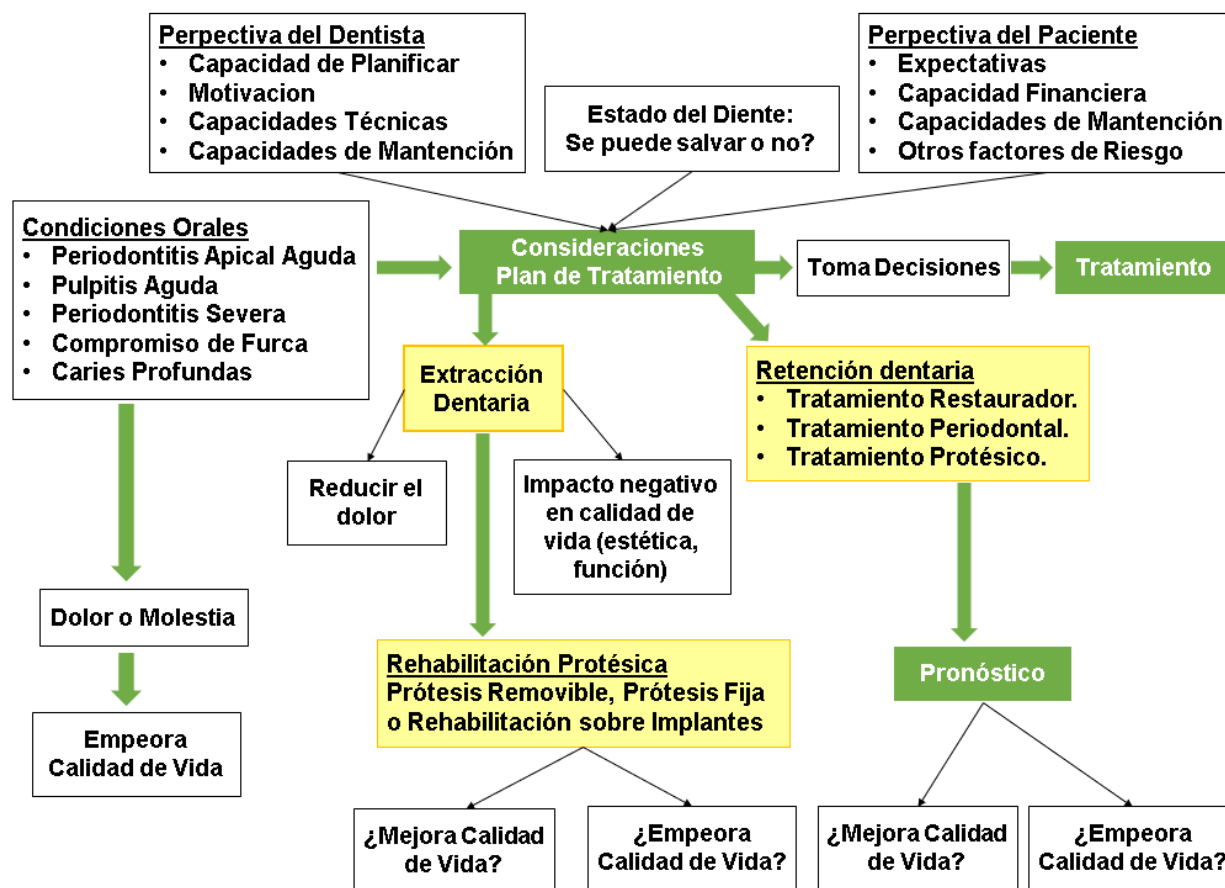 Perpectiva del Dentista
• Capacidad de Planificar
• Motivacion
• Capacidades Técnicas
• Capacidades de Mantención
Estado del Diente:
Se puede salvar o no?
Perpectiva del Paciente
• Expectativas
• Capacidad Financiera
• Capacidades de Mantención
• Otros factores de Riesgo
Condiciones Orales
• Periodontitis Apical Aguda
• Pulpitis Aguda
• Periodontitis Severa
• Compromiso de Furca
• Caries Profundas
Consideraciones
Plan de Tratamiento
Toma Decisiones
Tratamiento
Extracción
Dentaria
Retención dentaria
• Tratamiento Restaurador.
• Tratamiento Periodontal.
• Tratamiento Protésico.
Reducir el
dolor
Impacto negativo
en calidad de
vida (estética,
función)
Dolor o Molestia
Empeora
Calidad de Vida
Rehabilitación Protésica
Prótesis Removible, Prótesis Fija
o Rehabilitación sobre Implantes
Pronóstico
¿Mejora Calidad
de Vida?
¿Empeora
Calidad de Vida?
¿Mejora Calidad
de Vida?
¿Empeora
Calidad de Vida?